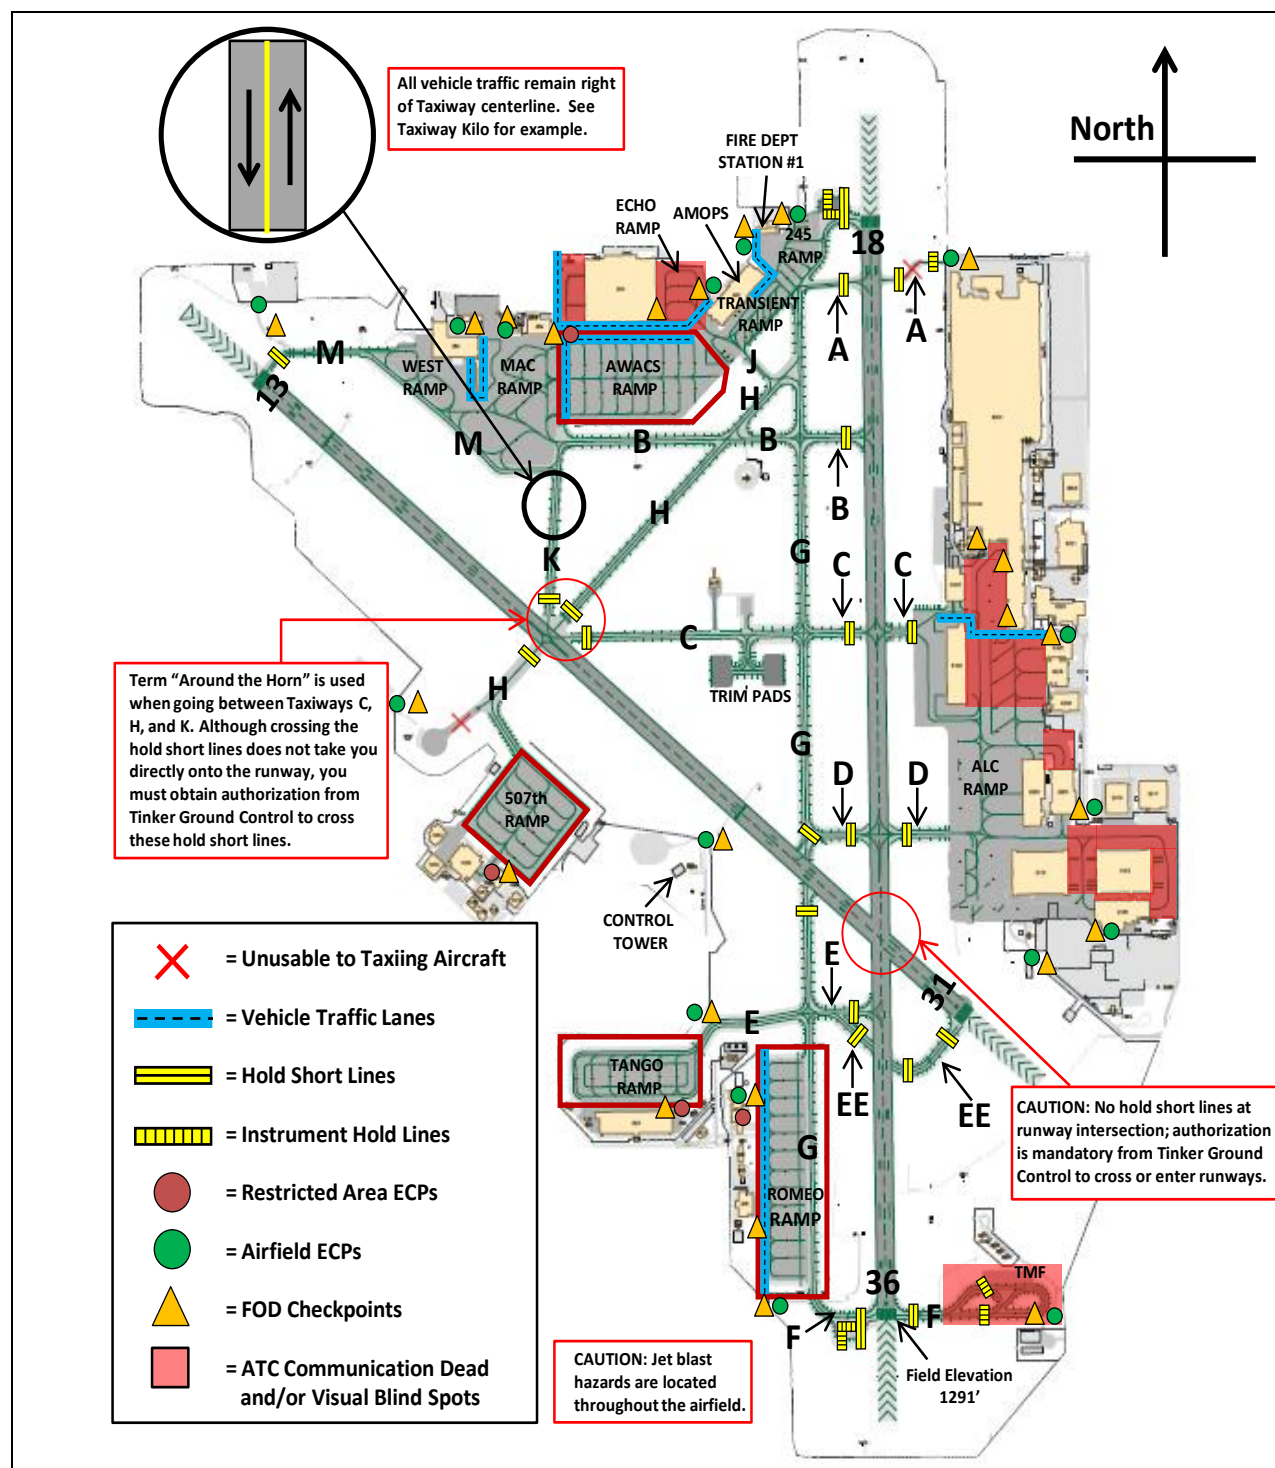 All vehicle traffic remain right
of Taxiway centerline.  See
Taxiway Kilo for example.
North
FIRE DEPT
STATION #1
ECHO
RAMP
AMOPS
245
RAMP
18
TRANSIENT
RAMP
A
A
13
M
WEST
RAMP
MAC
RAMP
AWACS
RAMP
J
H
M
B
B
B
H
G
K
C
C
C
TRIM PADS
H
G
Term “Around the Horn” is used
when going between Taxiways C,
H, and K. Although crossing the
hold short lines does not take you
directly onto the runway, you
must obtain authorization from
Tinker Ground Control to cross
these hold short lines.
507th
RAMP
D
D
ALC
RAMP
CONTROL
TOWER
E
31
E
TANGO
RAMP
EE
EE
G
ROMEO
RAMP
CAUTION: No hold short lines at
runway intersection; authorization
is mandatory from Tinker Ground
Control to cross or enter runways.
36
TMF
F
F
Field Elevation
1291’
CAUTION: Jet blast
hazards are located
throughout the airfield.
= Unusable to Taxiing Aircraft
= Vehicle Traffic Lanes
= Hold Short Lines
= Instrument Hold Lines
= Restricted Area ECPs
= Airfield ECPs
= FOD Checkpoints
= ATC Communication Dead
and/or Visual Blind Spots